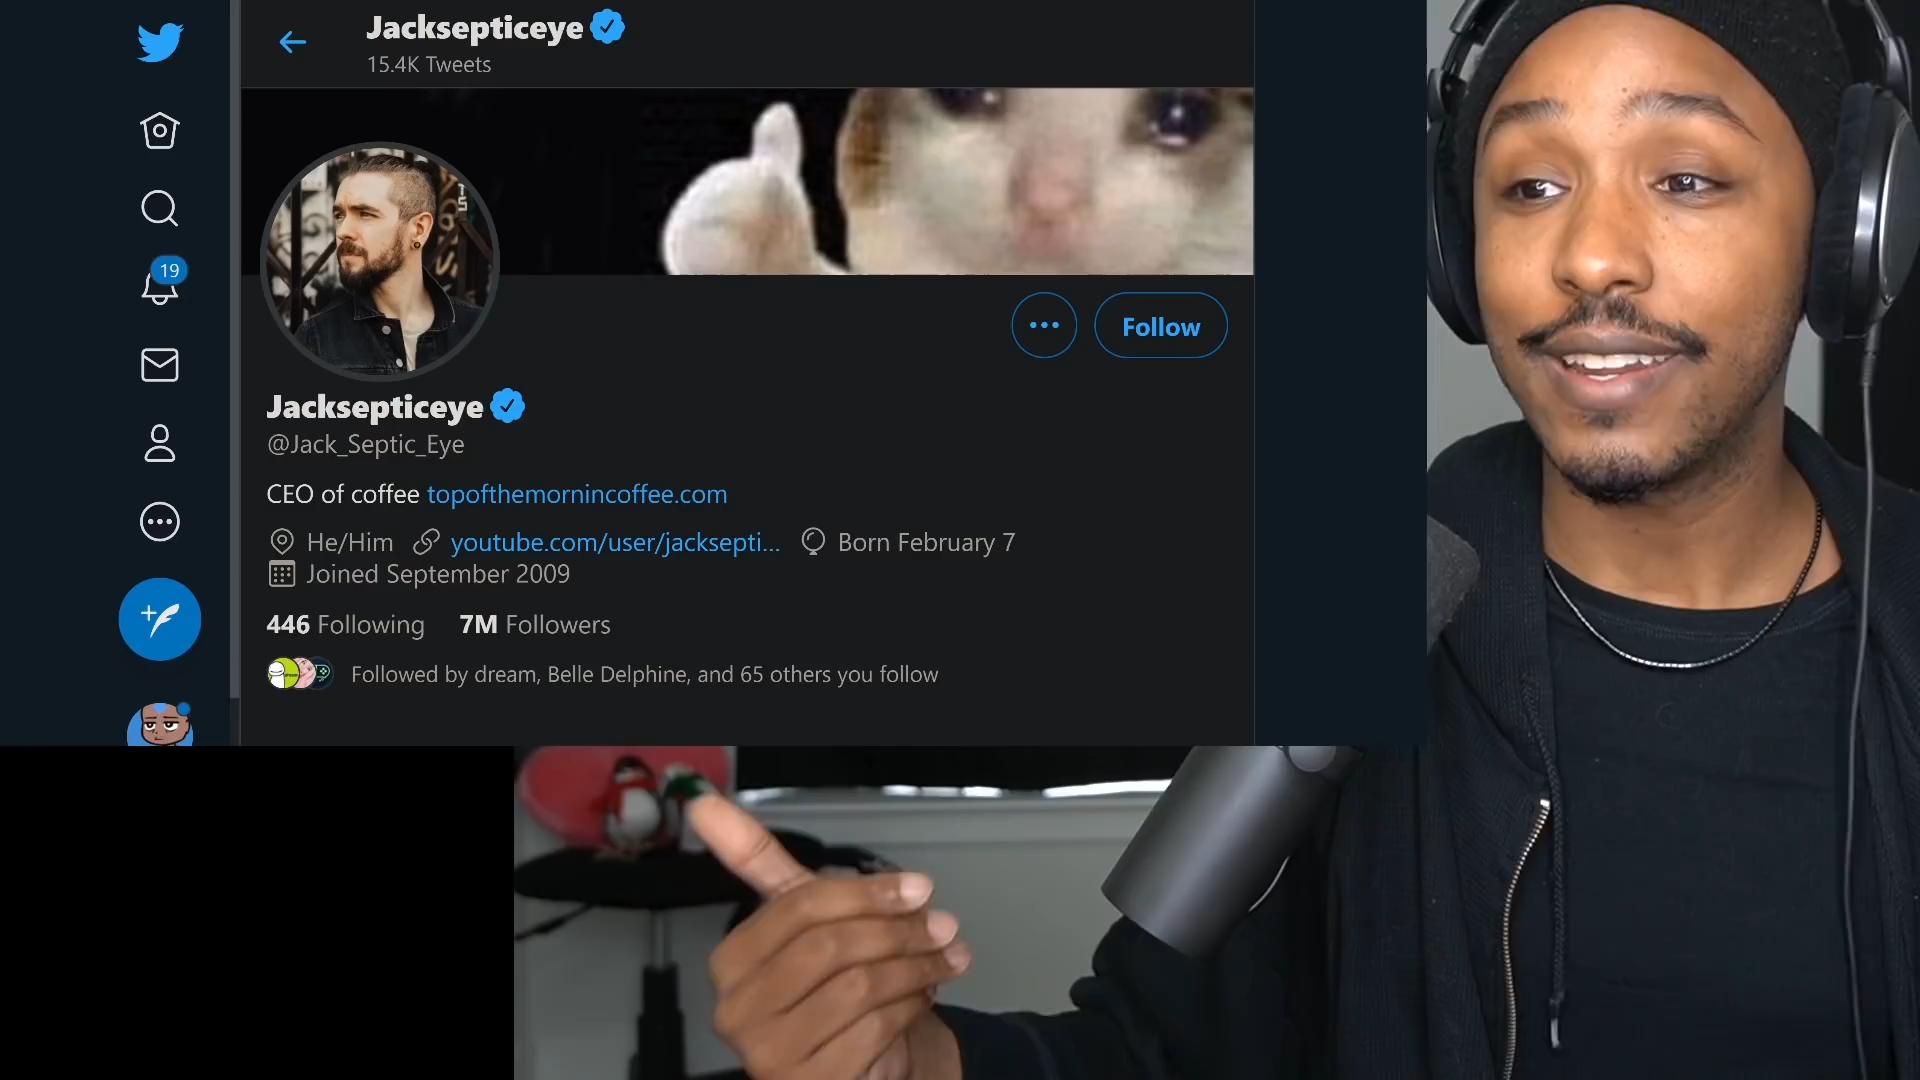 Jacksepticeye
15.4K Tweets
19
Follow
Jacksepticeye
@Jack_Septic_Eye
CEO of coffee topofthemornincoffee.com
He/Him youtube.com/user/jacksepti... Born February 7
Joined September 2009
446 Following 7M Followers
Followed by dream, Belle Delphine, and 65 others you follow